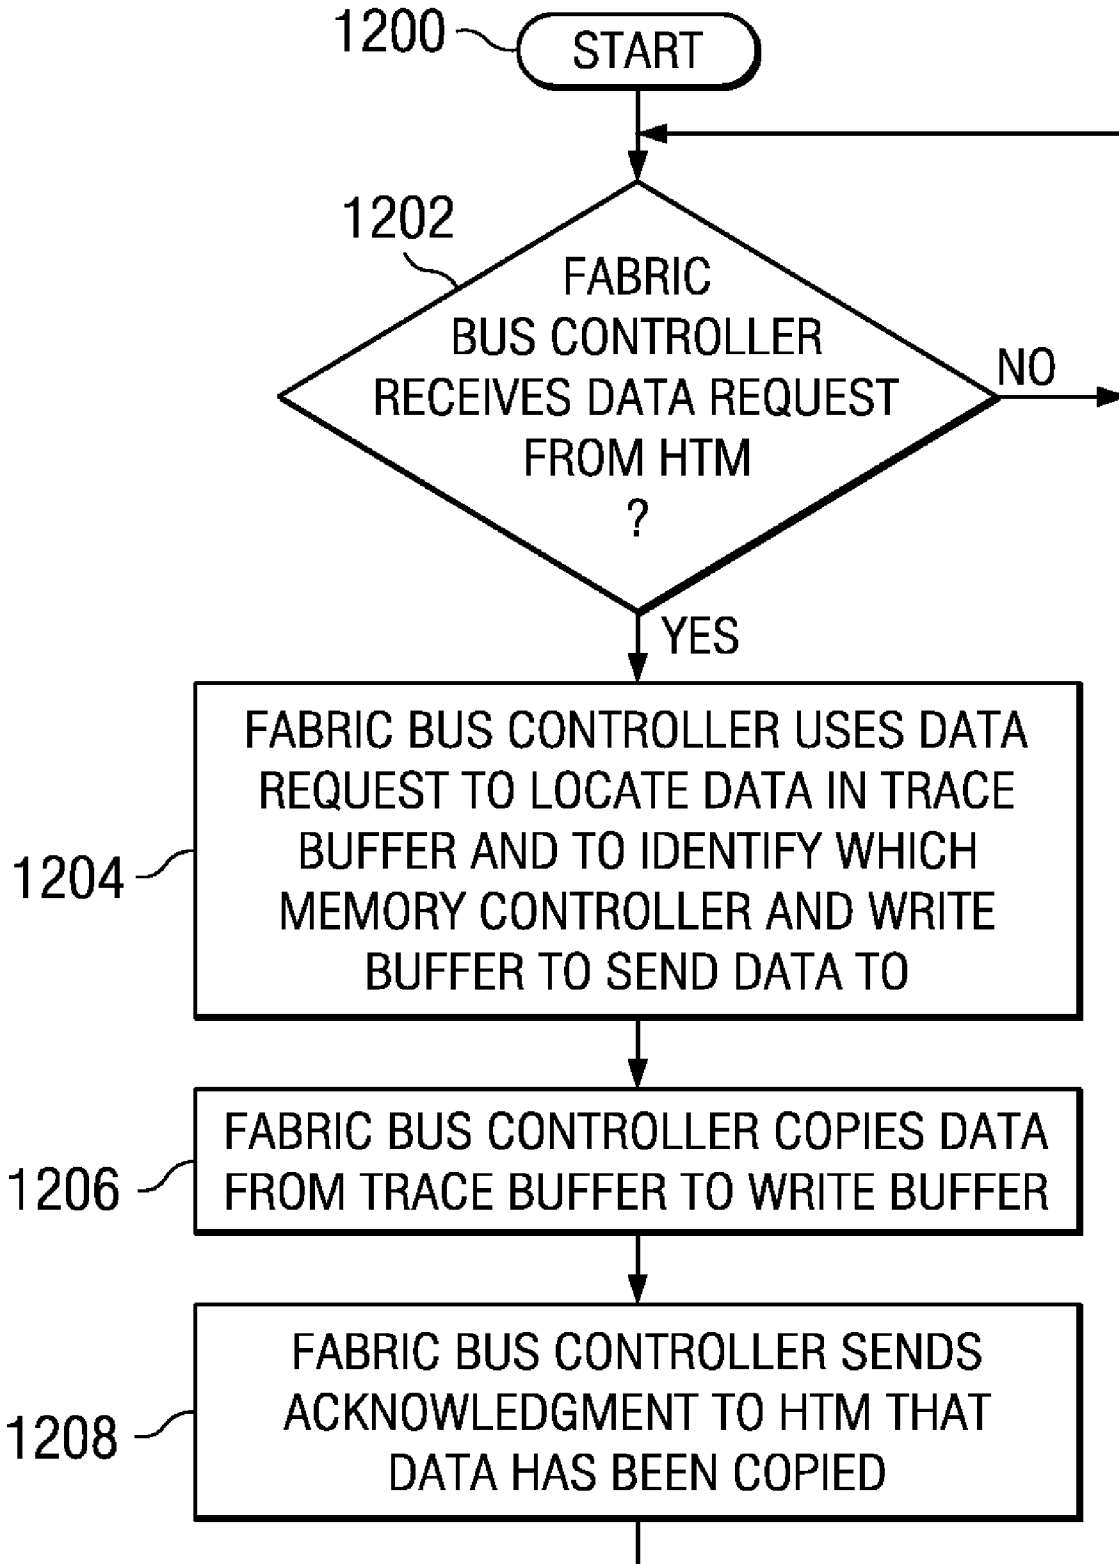 1200
START
1202
FABRIC
BUS CONTROLLER
RECEIVES DATA REQUEST
FROM HTM
?
NO
YES
1204
FABRIC BUS CONTROLLER USES DATA
REQUEST TO LOCATE DATA IN TRACE
BUFFER AND TO IDENTIFY WHICH
MEMORY CONTROLLER AND WRITE
BUFFER TO SEND DATA TO
1206
FABRIC BUS CONTROLLER COPIES DATA
FROM TRACE BUFFER TO WRITE BUFFER
1208
FABRIC BUS CONTROLLER SENDS
ACKNOWLEDGMENT TO HTM THAT
DATA HAS BEEN COPIED